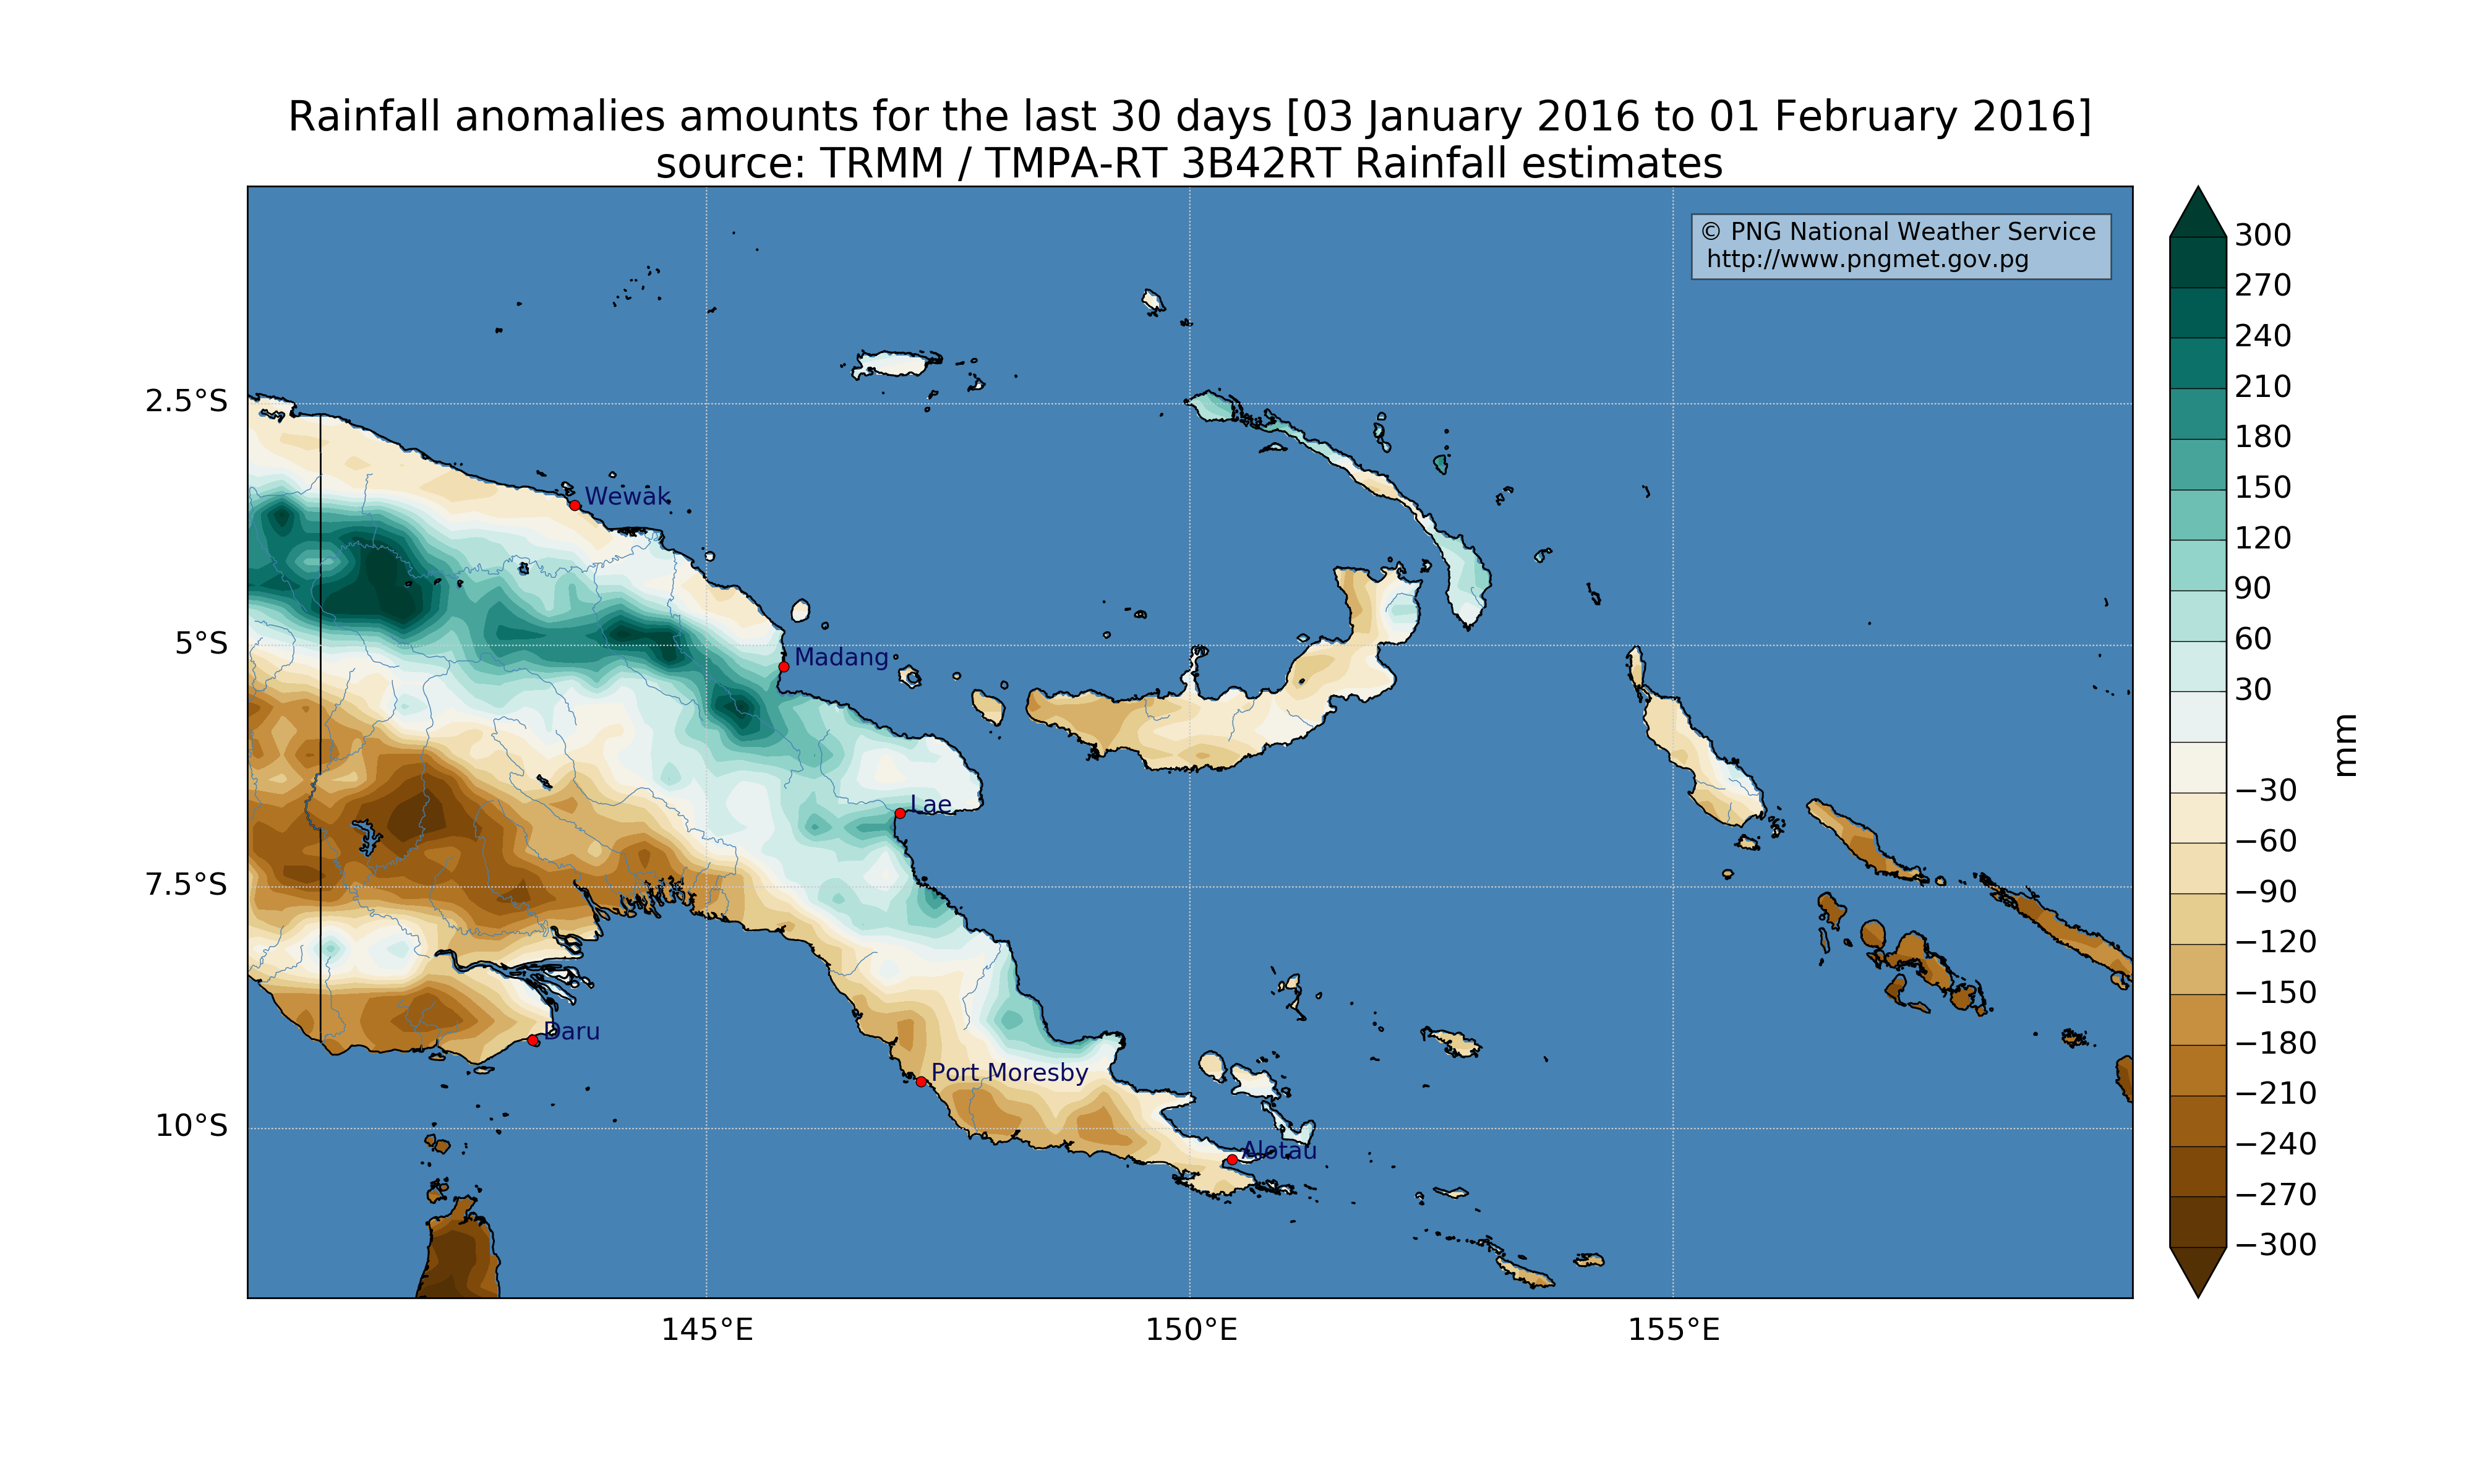 Rainfall anomalies amounts for the last 30 days [03 January 2016 to 01 February 2016]
source: TRMM / TMPA-RT 3B42RT Rainfall estimates
© PNG National Weather Service
http://www.pngmet.gov.pg
2.5°S
5°S
7.5°S
10°S
145°E
150°E
155°E
Wewak
Madang
Lae
Daru
Port Moresby
Alotau
300
270
240
210
180
150
120
90
60
30
−30
−60
−90
−120
−150
−180
−210
−240
−270
−300
mm